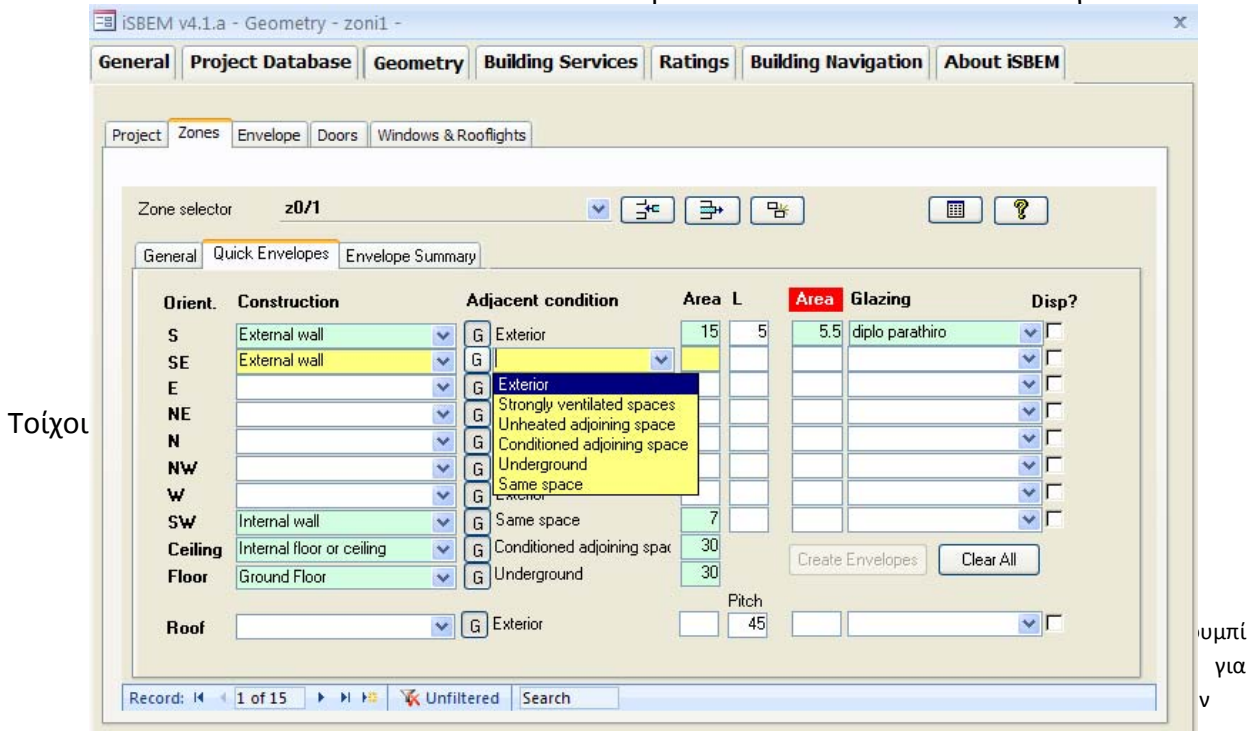 iSBEM v4.1.a - Geometry - zoni1 -
General Project Database Geometry Building Services Ratings Building Navigation About iSBEM
Project Zones Envelope Doors Windows & Rooflights
Zone selector z0/1
General Quick Envelopes Envelope Summary
Orient. Construction Adjacent condition Area L Area Glazing Disp?
S External wall G Exterior 15 5 5.5 diplo parathiro
SE External wall G
E G Exterior
NE G Strongly ventilated spaces
Unheated adjoining space
Τοίχοι
N G Conditioned adjoining space
NW G Underground
Same space
W G
SW Internal wall G Same space 7
Ceiling Internal floor or ceiling G Conditioned adjoining spac 30
Create Envelopes Clear All
Floor Ground Floor G Underground 30
Pitch
Roof G Exterior 45
υμπί
για
Record: 1 of 15 Unfiltered Search
ν